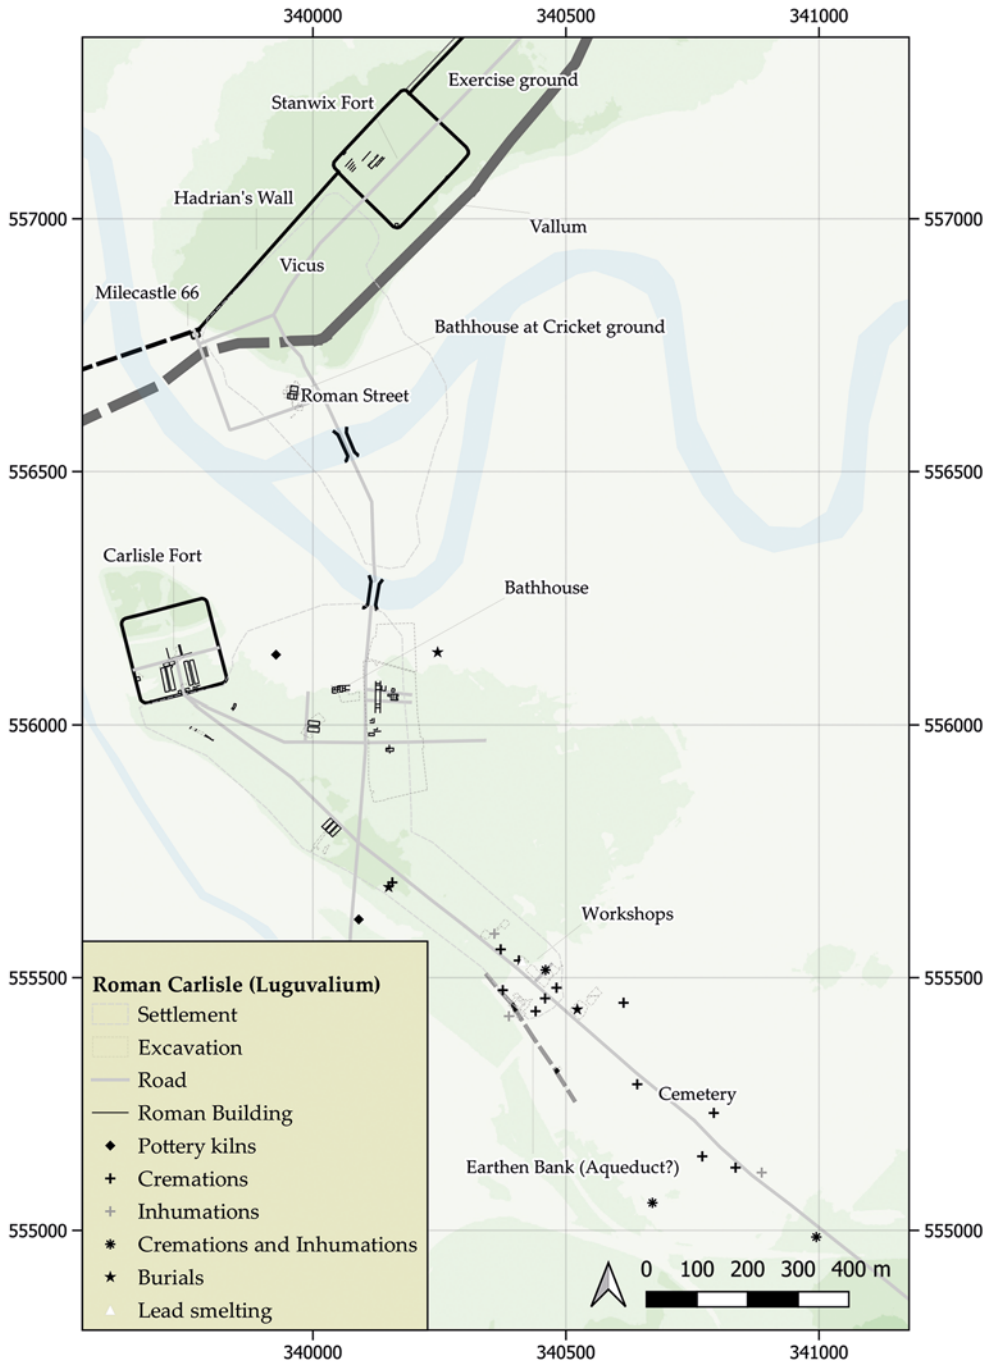 340000 340500 341000
Exercise ground
Stanwix Fort
Hadrian's Wall
557000 557000
Vallum
Vicus
Milecastle 66
Bathhouse at Cricket ground
Roman Street
556500 556500
Carlisle Fort
Bathhouse
556000 556000
Workshops
555500 555500
Cemetery
Earthen Bank (Aqueduct?)
555000 555000
Roman Carlisle (Luguvalium)
Settlement
Excavation
Road
Roman Building
Pottery kilns
Cremations
Inhumations
Cremations and Inhumations
Burials
Lead smelting
0 100 200 300 400 m
340000 340500 341000